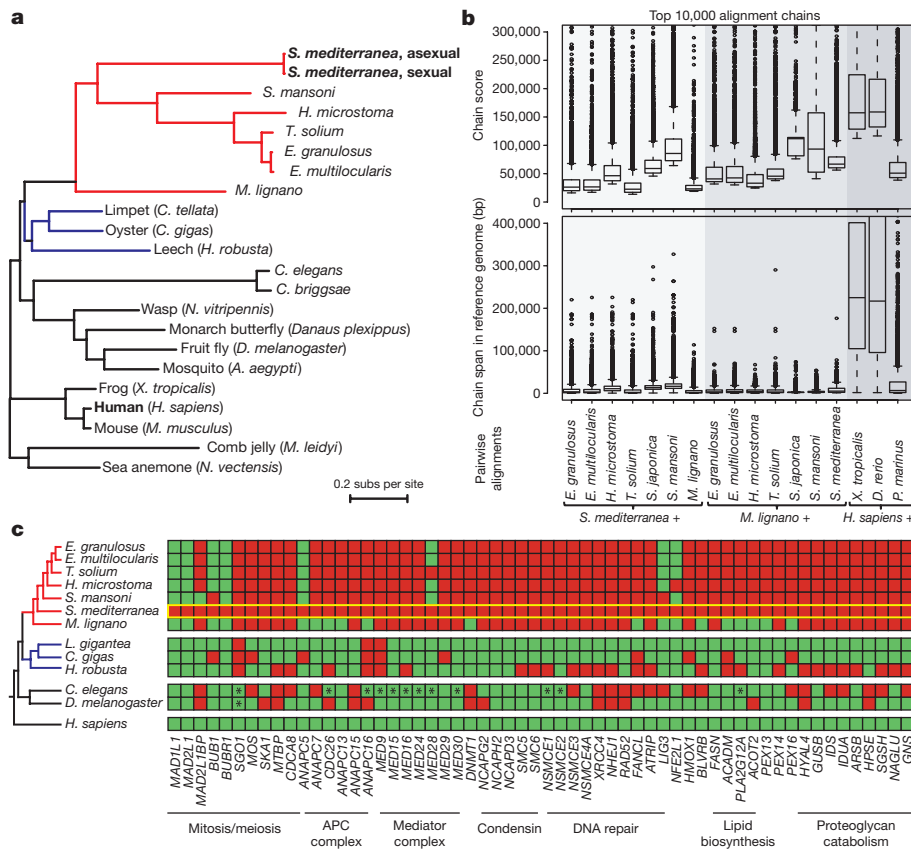 a
S. mediterranea, asexual
S. mediterranea, sexual
S. mansoni
H. microstoma
T. solium
E. granulosus
E. multilocularis
M. lignano
Limpet (C. tellata)
Oyster (C. gigas)
Leech (H. robusta)
C. elegans
C. briggsae
Wasp (N. vitripennis)
Monarch butterfly (Danaus plexippus)
Fruit fly (D. melanogaster)
Mosquito (A. aegypti)
Frog (X. tropicalis)
Human (H. sapiens)
Mouse (M. musculus)
Comb jelly (M. leidyi)
Sea anemone (N. vectensis)
0.2 subs per site
b
Top 10,000 alignment chains
Chain score
300,000
250,000
200,000
150,000
100,000
50,000
0
Chain span in reference genome (bp)
400,000
300,000
200,000
100,000
0
Pairwise
alignments
E. granulosus
E. multilocularis
H. microstoma
T. solium
S. japonica
S. mansoni
M. lignano
E. granulosus
E. multilocularis
H. microstoma
T. solium
S. japonica
S. mansoni
S. mediterranea
X. tropicalis
D. rerio
P. marinus
S. mediterranea +
M. lignano +
H. sapiens +
c
E. granulosus
E. multilocularis
T. solium
H. microstoma
S. mansoni
S. mediterranea
M. lignano
L. gigantea
C. gigas
H. robusta
C. elegans
* * * * * * * * * * *
D. melanogaster
*
H. sapiens
MAD1L1
MAD2L1
MAD2L1BP
BUB1
BUBR1
SGO1
MOS
SKA1
MTBP
CDCA8
ANAPC5
ANAPC7
CDC26
ANAPC13
ANAPC15
ANAPC16
MED9
MED15
MED16
MED24
MED28
MED29
MED30
DNMT1
NCAPG2
NCAPH2
NCAPD3
SMC5
SMC6
NSMCE1
NSMCE2
NSMCE3
NSMCE4A
XRCC4
NHEJ1
RAD52
FANCL
ATRIP
LIG3
NFE2L1
HMOX1
BLVRB
FASN
ACADM
PLA2G12A
ACOT2
PEX13
PEX14
PEX16
HYAL4
GUSB
IDS
IDUA
ARSB
HPSE
SGSH
NAGLU
GNS
Mitosis/meiosis
APC
complex
Mediator
complex
Condensin
DNA repair
Lipid
biosynthesis
Proteoglycan
catabolism